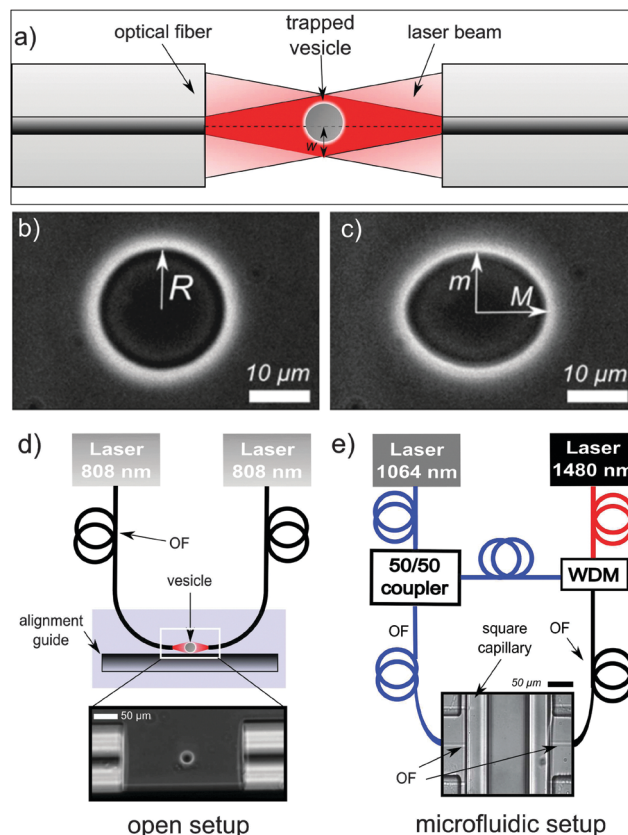 a)
optical fiber
trapped
vesicle
laser beam
w
b)
R
10 µm
c)
m
M
10 µm
d)
Laser
808 nm
Laser
808 nm
OF
vesicle
alignment
guide
50 µm
open setup
e)
Laser
1064 nm
Laser
1480 nm
50/50
coupler
WDM
OF
square
capillary
OF
50 µm
OF
microfluidic setup